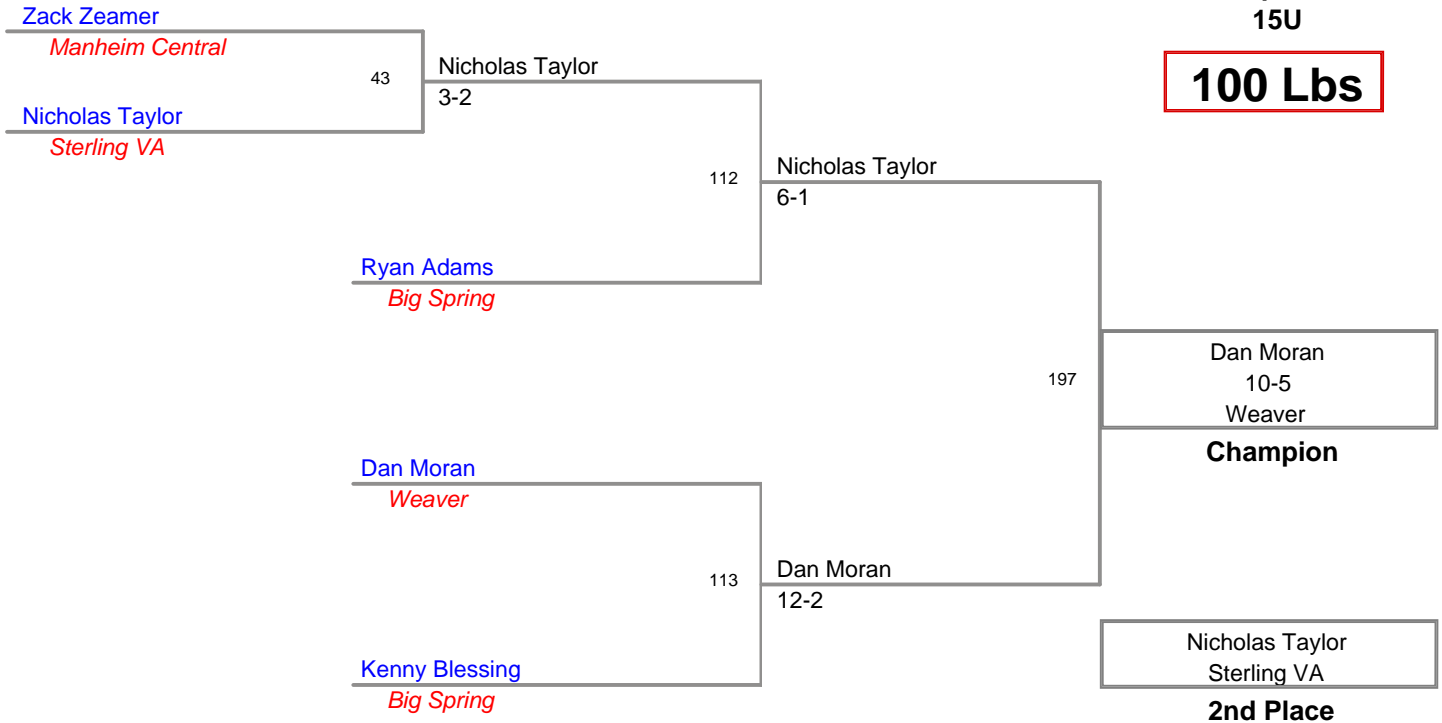 Zack Zeamer
Manheim Central
15U
43
Nicholas Taylor
3-2
100 Lbs
Nicholas Taylor
Sterling VA
112
Nicholas Taylor
6-1
Ryan Adams
Big Spring
197
Dan Moran
10-5
Weaver
Champion
Dan Moran
Weaver
113
Dan Moran
12-2
Kenny Blessing
Big Spring
Nicholas Taylor
Sterling VA
2nd Place